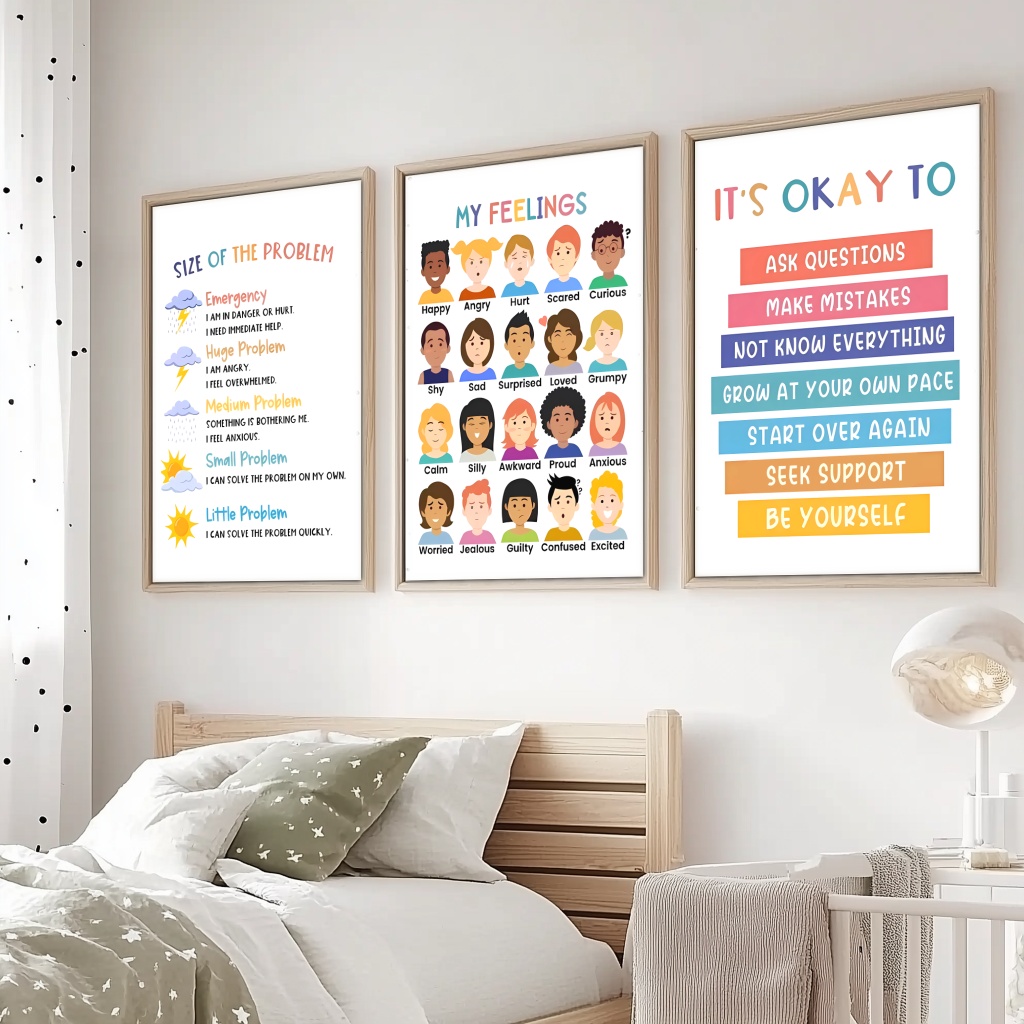 SIZE OF THE PROBLEM
Emergency
I AM IN DANGER OR HURT.
I NEED IMMEDIATE HELP.
Huge Problem
I AM ANGRY.
I FEEL OVERWHELMED.
Medium Problem
SOMETHING IS BOTHERING ME.
I FEEL ANXIOUS.
Small Problem
I CAN SOLVE THE PROBLEM ON MY OWN.
Little Problem
I CAN SOLVE THE PROBLEM QUICKLY.
MY FEELINGS
?
Happy Angry Hurt Scared Curious
Shy Sad Surprised Loved Grumpy
Calm Silly Awkward Proud Anxious
? ?
Worried Jealous Guilty Confused Excited
IT'S OKAY TO
ASK QUESTIONS
MAKE MISTAKES
NOT KNOW EVERYTHING
GROW AT YOUR OWN PACE
START OVER AGAIN
SEEK SUPPORT
BE YOURSELF